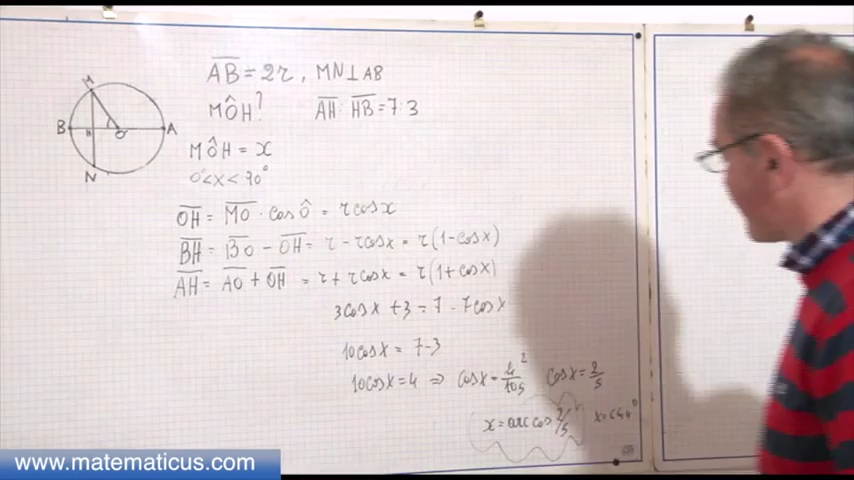 AB = 2r , MN ⊥ AB
MÔH ? AH : HB = 7 : 3
M
B H O A
N
MÔH = x
0° < x < 90°
OH = MO · cos Ô = r cos x
BH = BO - OH = r - r cos x = r(1 - cos x)
AH = AO + OH = r + r cos x = r(1 + cos x)
3cos x + 3 = 7 - 7cos x
10cos x = 7 - 3
10cos x = 4 ⇒ cos x = 4/10 2/5 cos x = 2/5
x = arc cos 2/5
www.matematicus.com